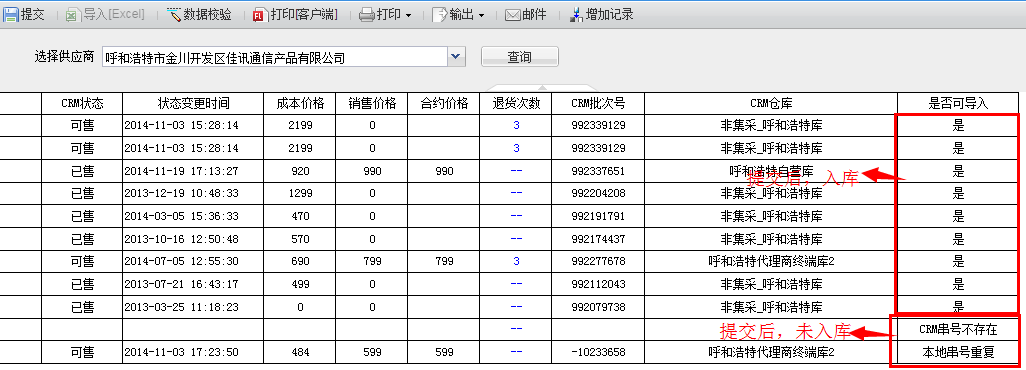 提交 导入[Excel] 数据校验 打印[客户端] 打印 输出 邮件 增加记录
选择供应商 呼和浩特市金川开发区佳讯通信产品有限公司 查询
CRM状态 状态变更时间 成本价格 销售价格 合约价格 退货次数 CRM批次号 CRM仓库 是否可导入
可售 2014-11-03 15:28:14 2199 0 3 992339129 非集采_呼和浩特库 是
可售 2014-11-03 15:28:14 2199 0 3 992339129 非集采_呼和浩特库 是
已售 2014-11-19 17:13:27 920 990 990 -- 992337651 呼和浩特自营库 是
提交后，入库
已售 2013-12-19 10:48:33 1299 0 -- 992204208 非集采_呼和浩特库 是
已售 2014-03-05 15:36:33 470 0 -- 992191791 非集采_呼和浩特库 是
已售 2013-10-16 12:50:48 570 0 -- 992174437 非集采_呼和浩特库 是
可售 2014-07-05 12:55:30 690 799 799 3 992277678 呼和浩特代理商终端库2 是
已售 2013-07-21 16:43:17 499 0 -- 992112043 非集采_呼和浩特库 是
已售 2013-03-25 11:18:23 0 0 -- 992079738 非集采_呼和浩特库 是
-- 提交后，未入库 CRM串号不存在
可售 2014-11-03 17:23:50 484 599 599 -- -10233658 呼和浩特代理商终端库2 本地串号重复